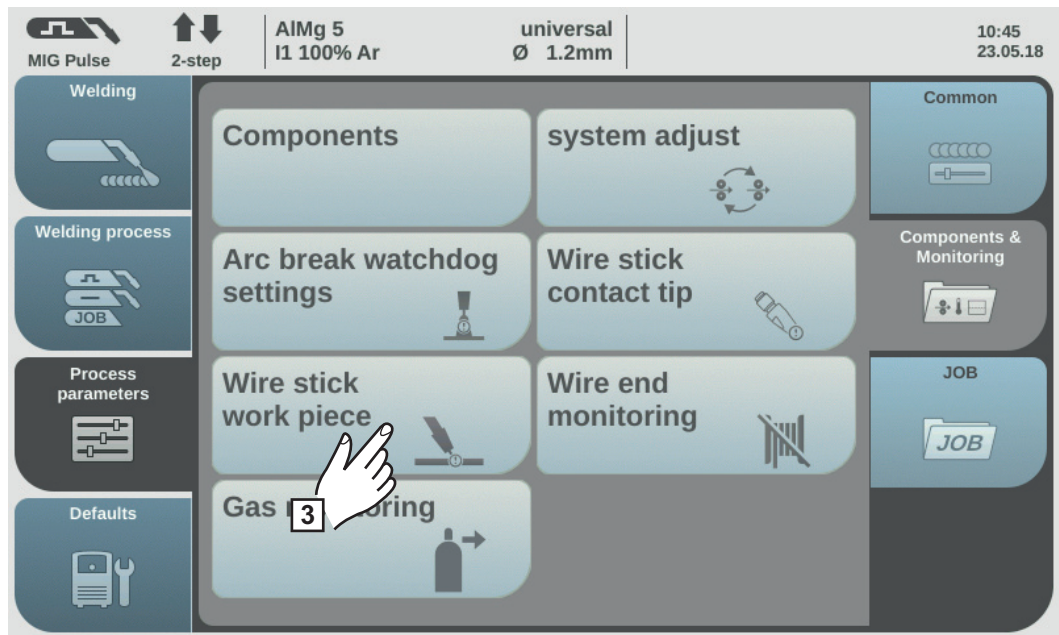 MIG Pulse
2-step
AlMg 5 universal
I1 100% Ar Ø 1.2mm
10:45
23.05.18
Welding
Welding process
JOB
Process
parameters
Defaults
Components
system adjust
Arc break watchdog
settings
Wire stick
contact tip
Wire stick
work piece
Wire end
monitoring
Gas oring
3
Common
Components &
Monitoring
JOB
JOB